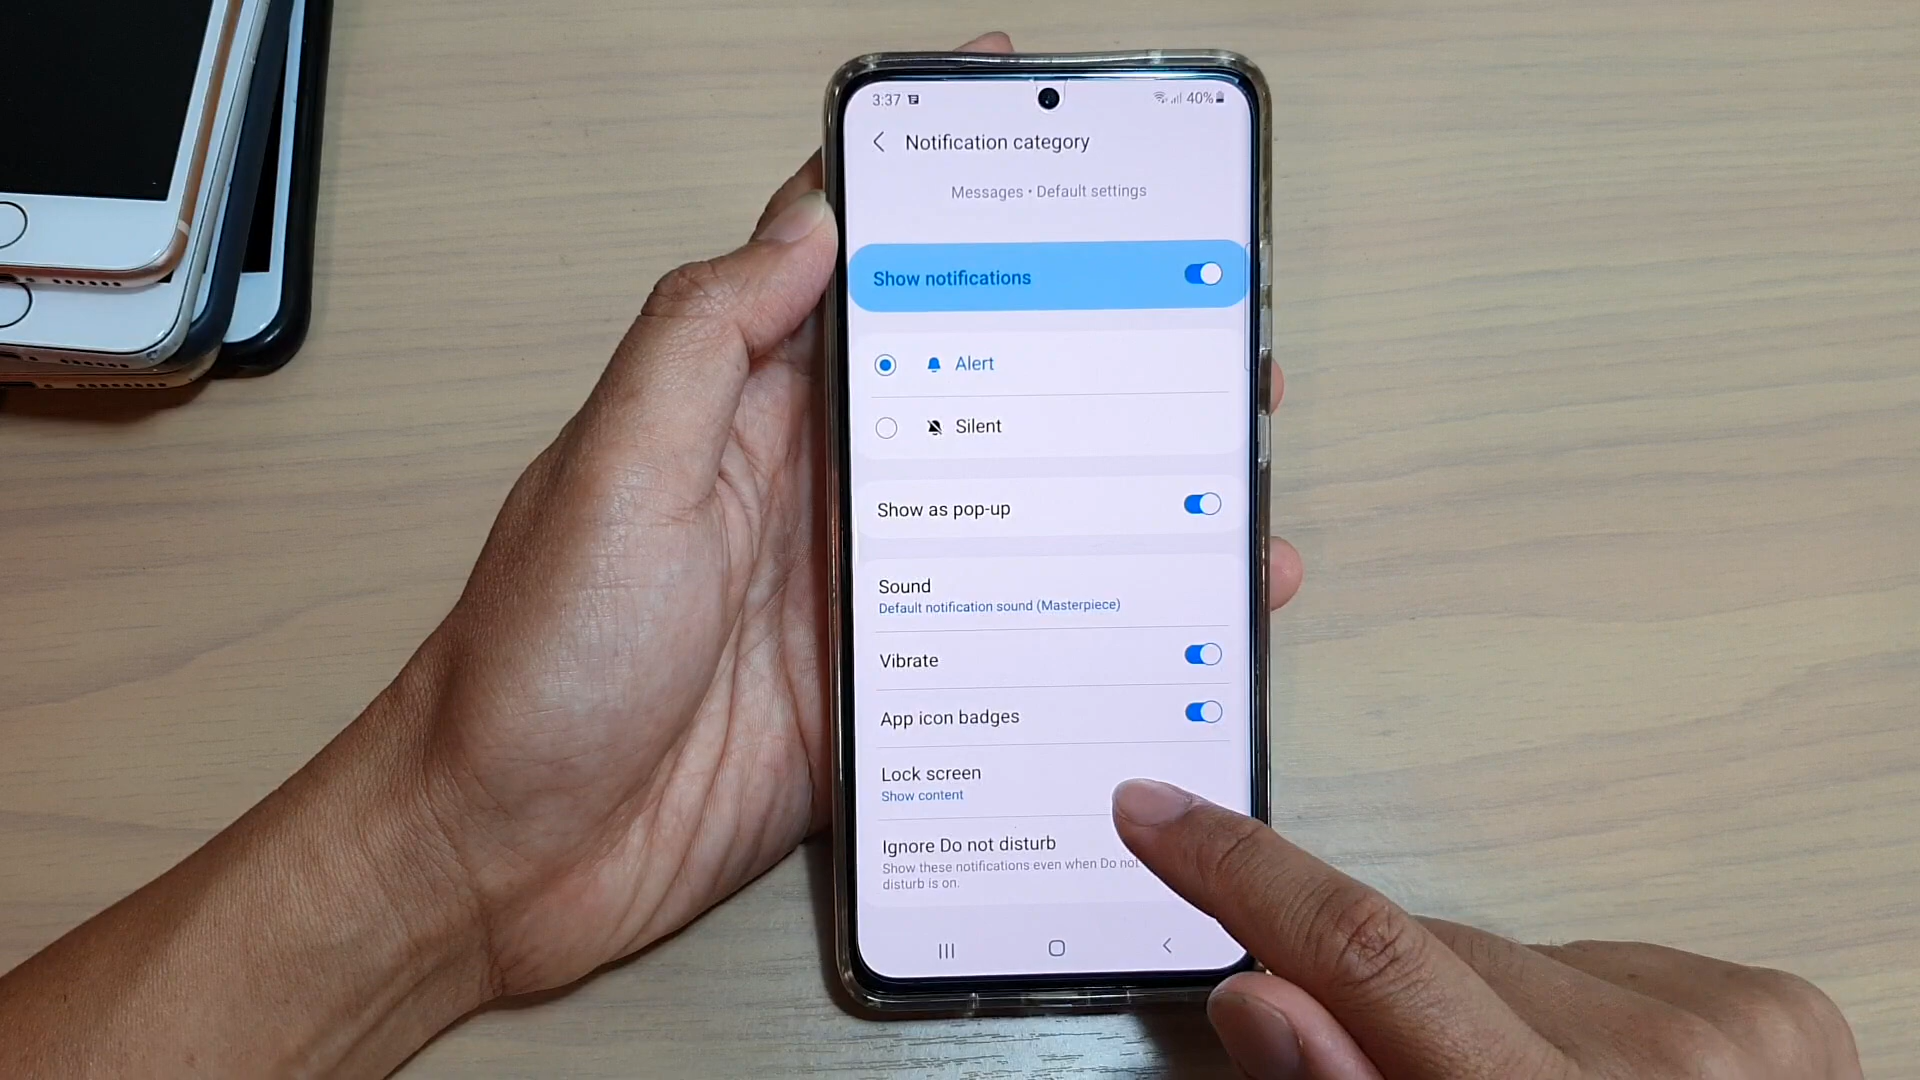 3:37
40%
Notification category
Messages • Default settings
Show notifications
Alert
Silent
Show as pop-up
Sound
Default notification sound (Masterpiece)
Vibrate
App icon badges
Lock screen
Show content
Ignore Do not disturb
Show these notifications even when Do not
disturb is on.